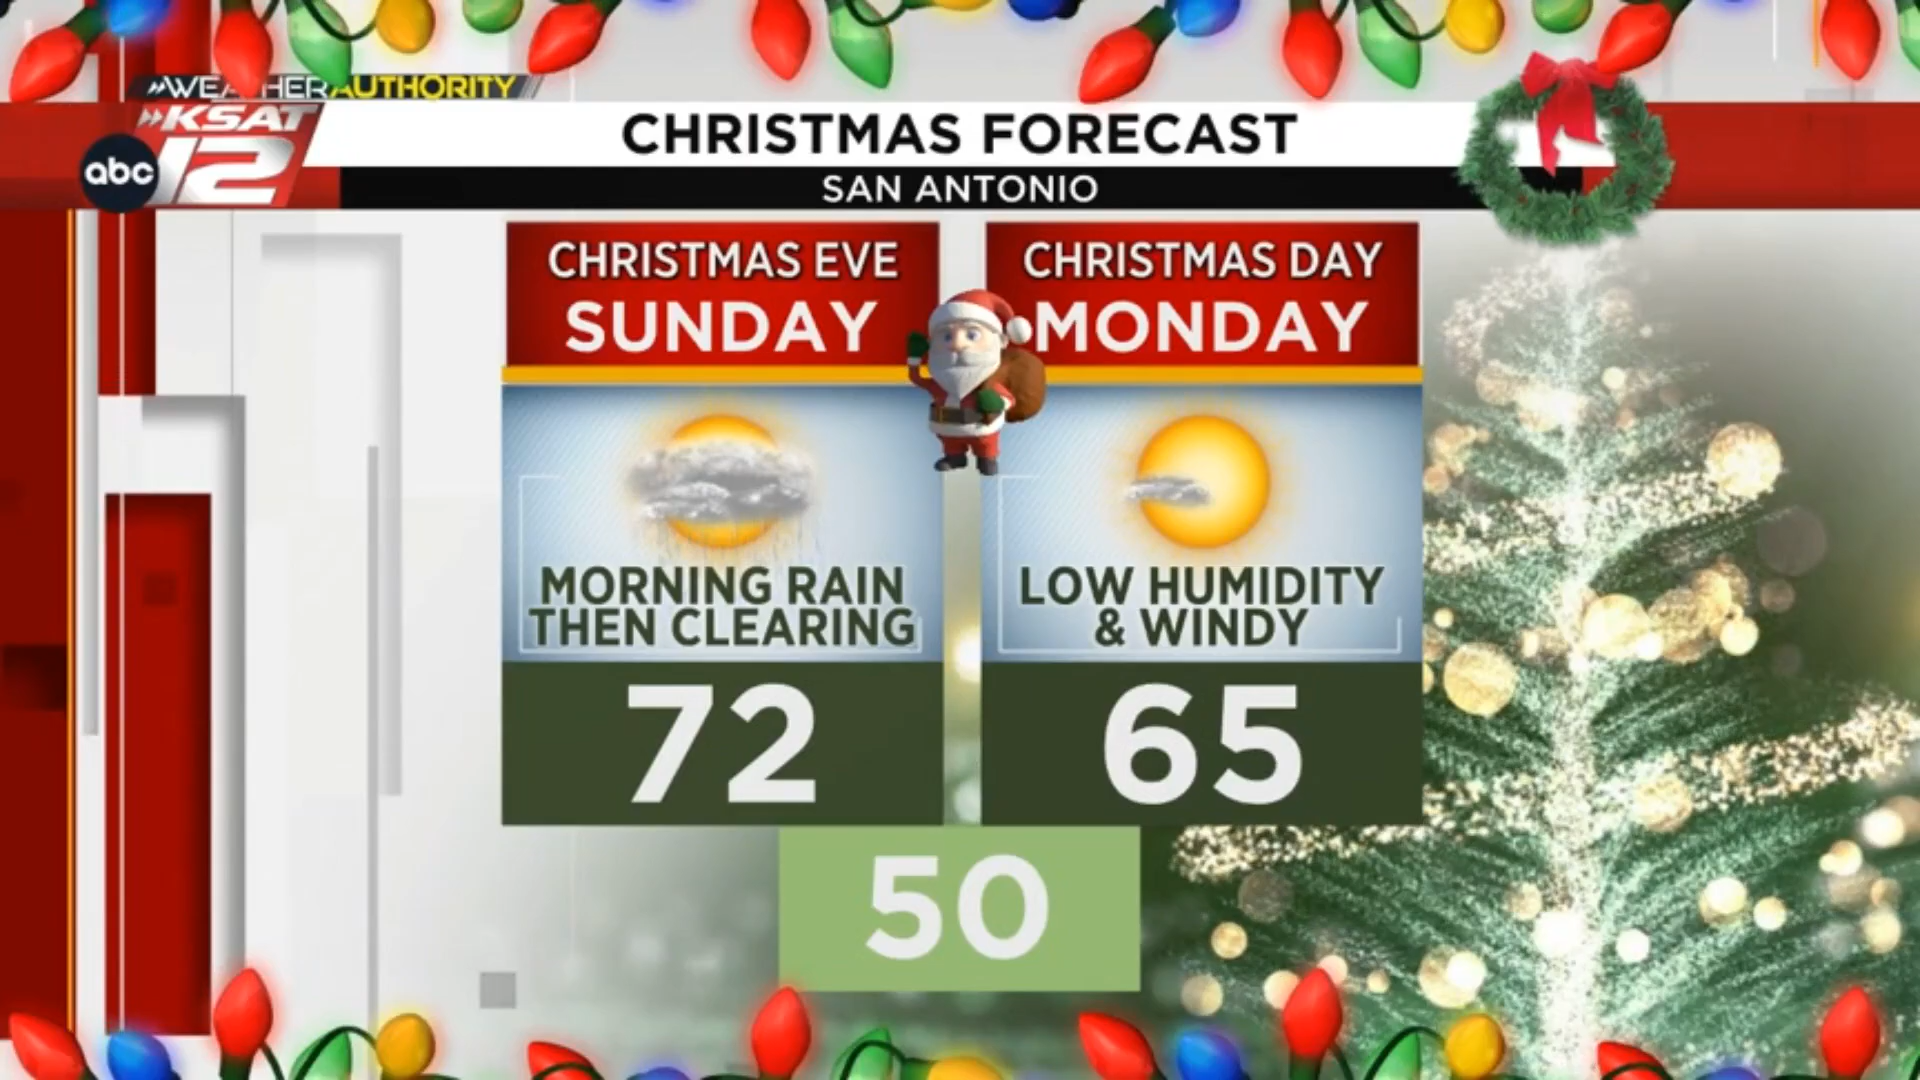 WEATHER AUTHORITY
KSAT
abc 12
CHRISTMAS FORECAST
SAN ANTONIO
CHRISTMAS EVE
SUNDAY
MORNING RAIN
THEN CLEARING
72
CHRISTMAS DAY
MONDAY
LOW HUMIDITY
& WINDY
65
50